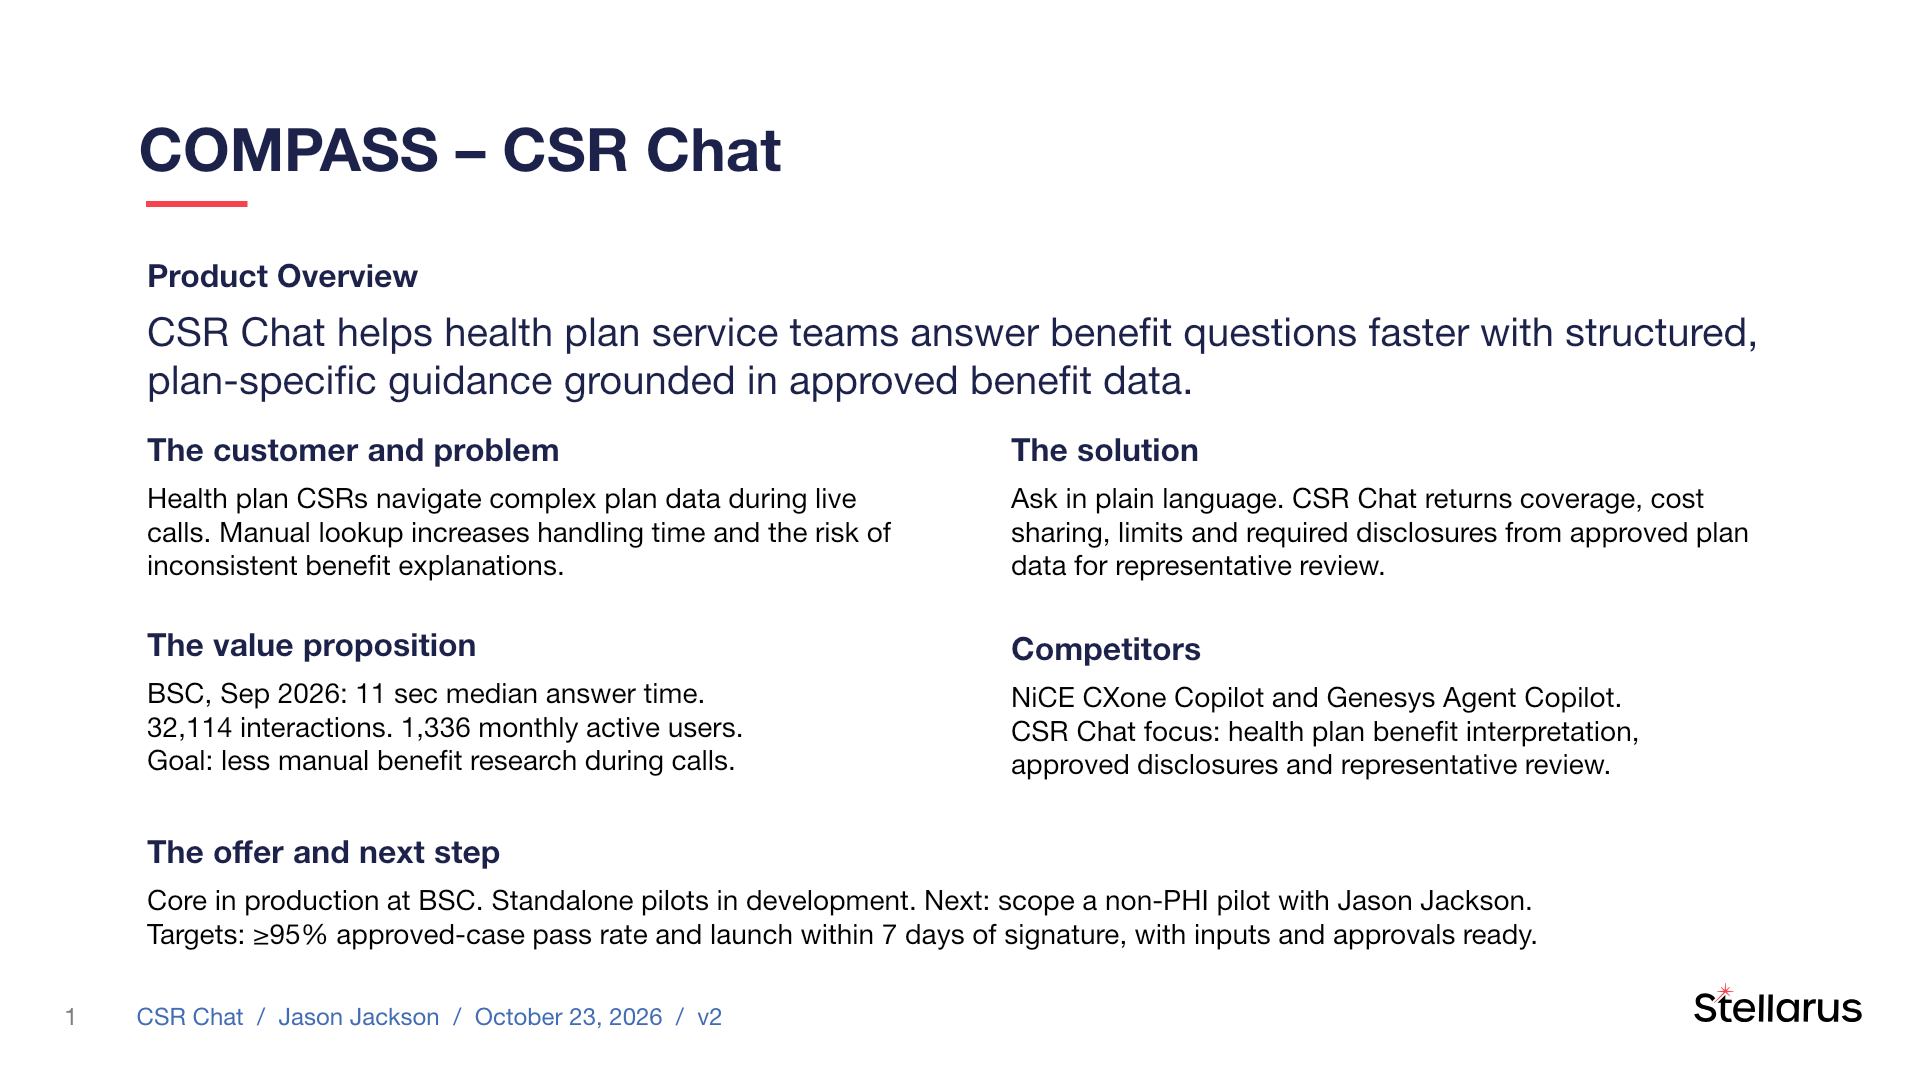 COMPASS – CSR Chat
Product Overview
CSR Chat helps health plan service teams answer benefit questions faster with structured,
plan-specific guidance grounded in approved benefit data.
The customer and problem
Health plan CSRs navigate complex plan data during live
calls. Manual lookup increases handling time and the risk of
inconsistent benefit explanations.
The solution
Ask in plain language. CSR Chat returns coverage, cost
sharing, limits and required disclosures from approved plan
data for representative review.
The value proposition
BSC, Sep 2026: 11 sec median answer time.
32,114 interactions. 1,336 monthly active users.
Goal: less manual benefit research during calls.
Competitors
NiCE CXone Copilot and Genesys Agent Copilot.
CSR Chat focus: health plan benefit interpretation,
approved disclosures and representative review.
The offer and next step
Core in production at BSC. Standalone pilots in development. Next: scope a non-PHI pilot with Jason Jackson.
Targets: ≥95% approved-case pass rate and launch within 7 days of signature, with inputs and approvals ready.
1
CSR Chat / Jason Jackson / October 23, 2026 / v2
Stellarus